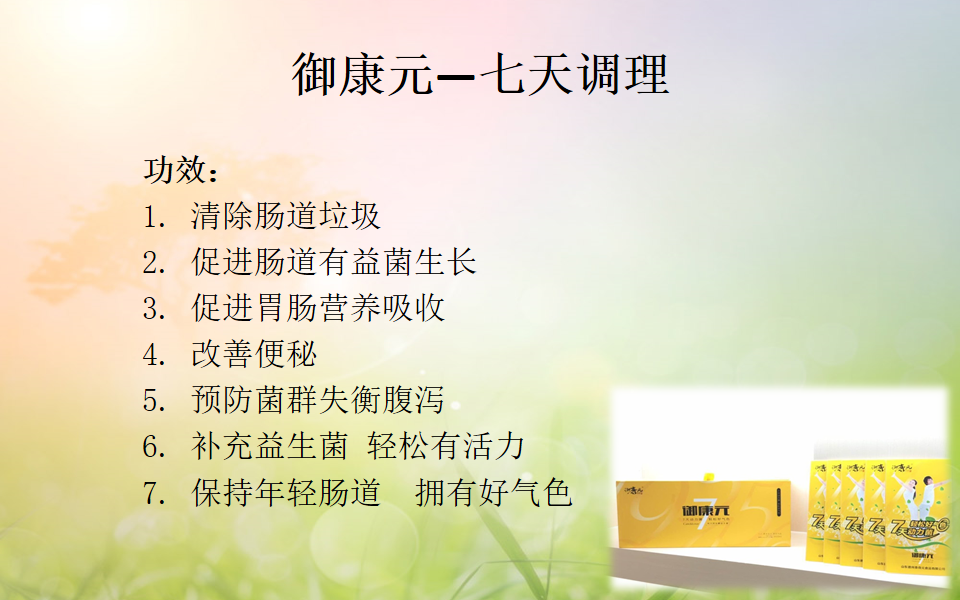 御康元—七天调理
功效：
1. 清除肠道垃圾
2. 促进肠道有益菌生长
3. 促进胃肠营养吸收
4. 改善便秘
5. 预防菌群失衡腹泻
6. 补充益生菌 轻松有活力
7. 保持年轻肠道 拥有好气色
御康元
7
御康元